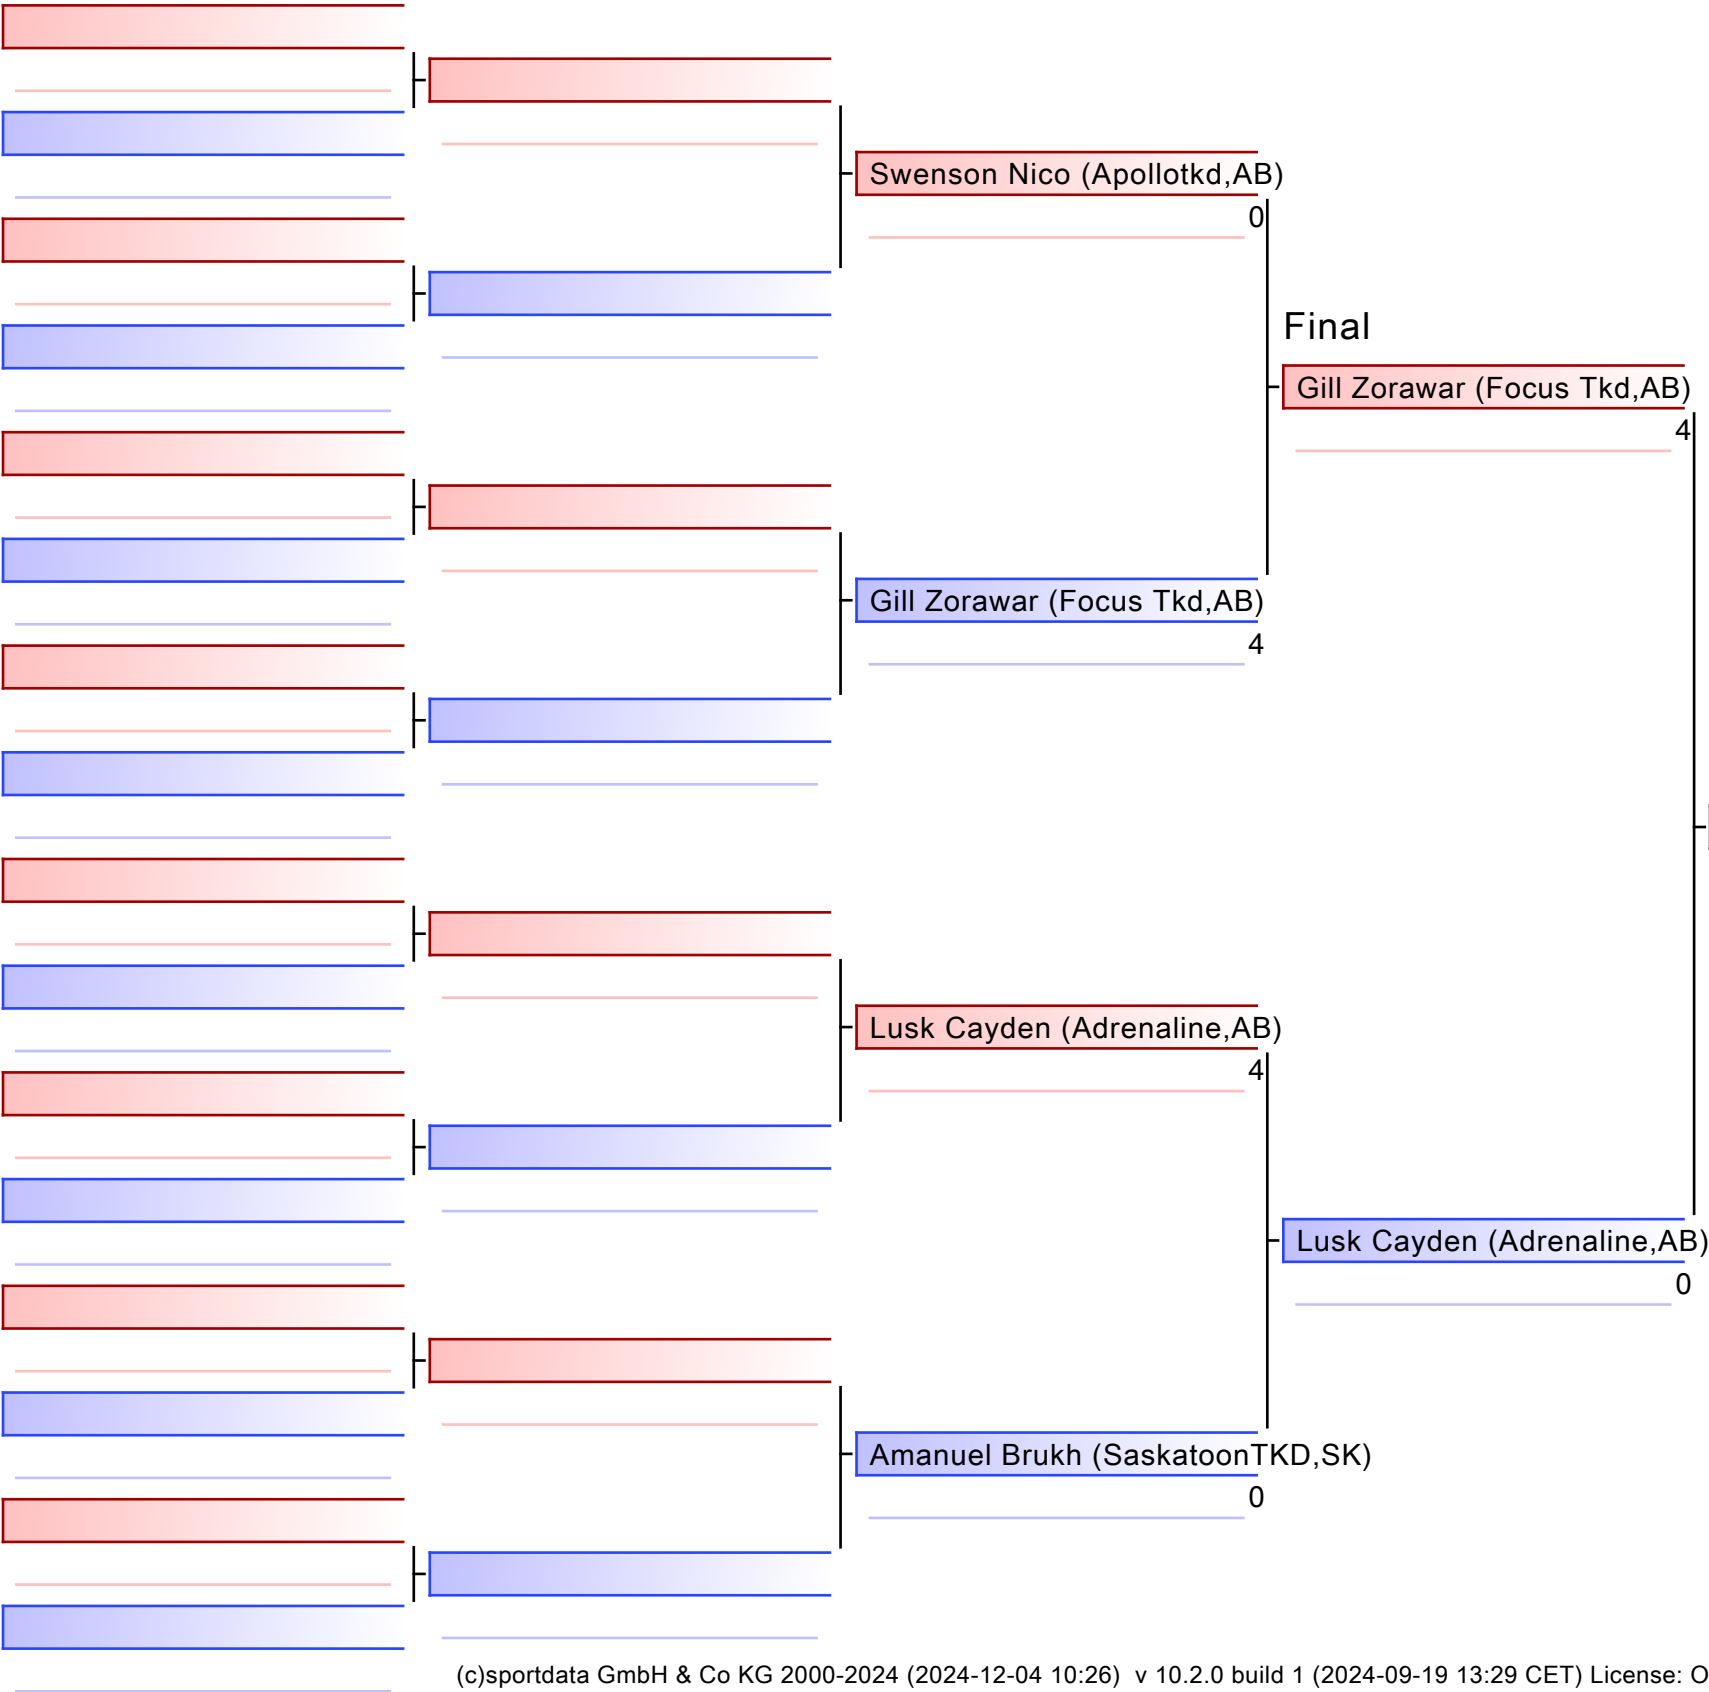 Swenson Nico (Apollotkd,AB)
0
Final
Gill Zorawar (Focus Tkd,AB)
4
Gill Zorawar (Focus Tkd,AB)
4
Lusk Cayden (Adrenaline,AB)
4
Lusk Cayden (Adrenaline,AB)
0
Amanuel Brukh (SaskatoonTKD,SK)
0
(c)sportdata GmbH & Co KG 2000-2024 (2024-12-04 10:26) v 10.2.0 build 1 (2024-09-19 13:29 CET) License: O